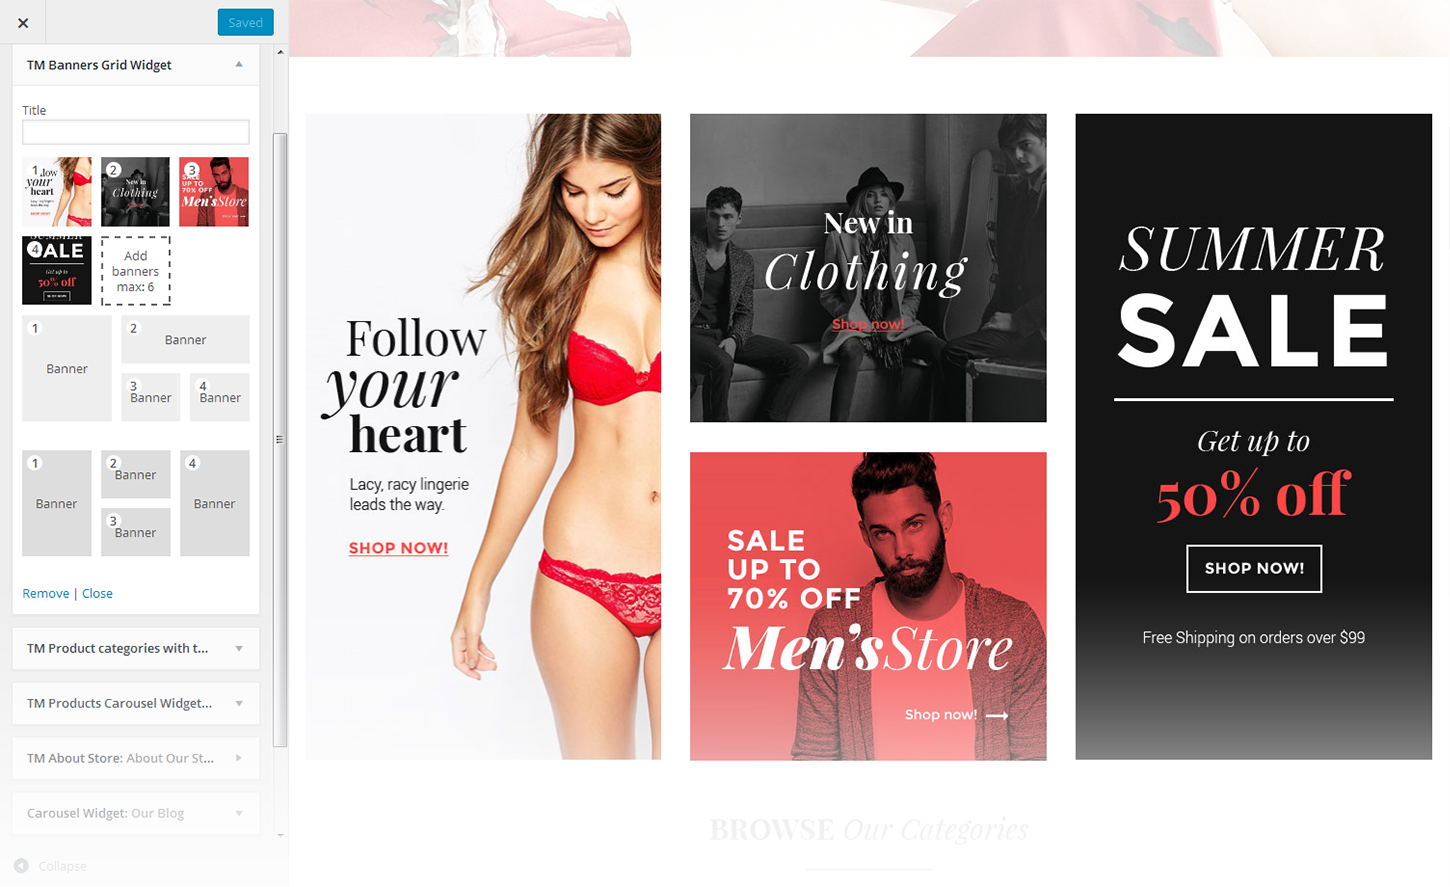 Saved
TM Banners Grid Widget
Title
1
low
your
heart
2
New in
Clothing
3
SALE
UP TO
70% OFF
Men'sStore
4
SUMMER
SALE
Get up to
50% off
Add
banners
max: 6
1
Banner
2
Banner
3
Banner
4
Banner
1
Banner
2
Banner
3
Banner
4
Banner
Remove | Close
TM Product categories with t...
TM Products Carousel Widget...
TM About Store: About Our St...
Carousel Widget: Our Blog
Collapse
Follow
your
heart
Lacy, racy lingerie
leads the way.
SHOP NOW!
New in
Clothing
Shop now!
SALE
UP TO
70% OFF
Men'sStore
Shop now!
SUMMER
SALE
Get up to
50% off
SHOP NOW!
Free Shipping on orders over $99
BROWSE Our Categories